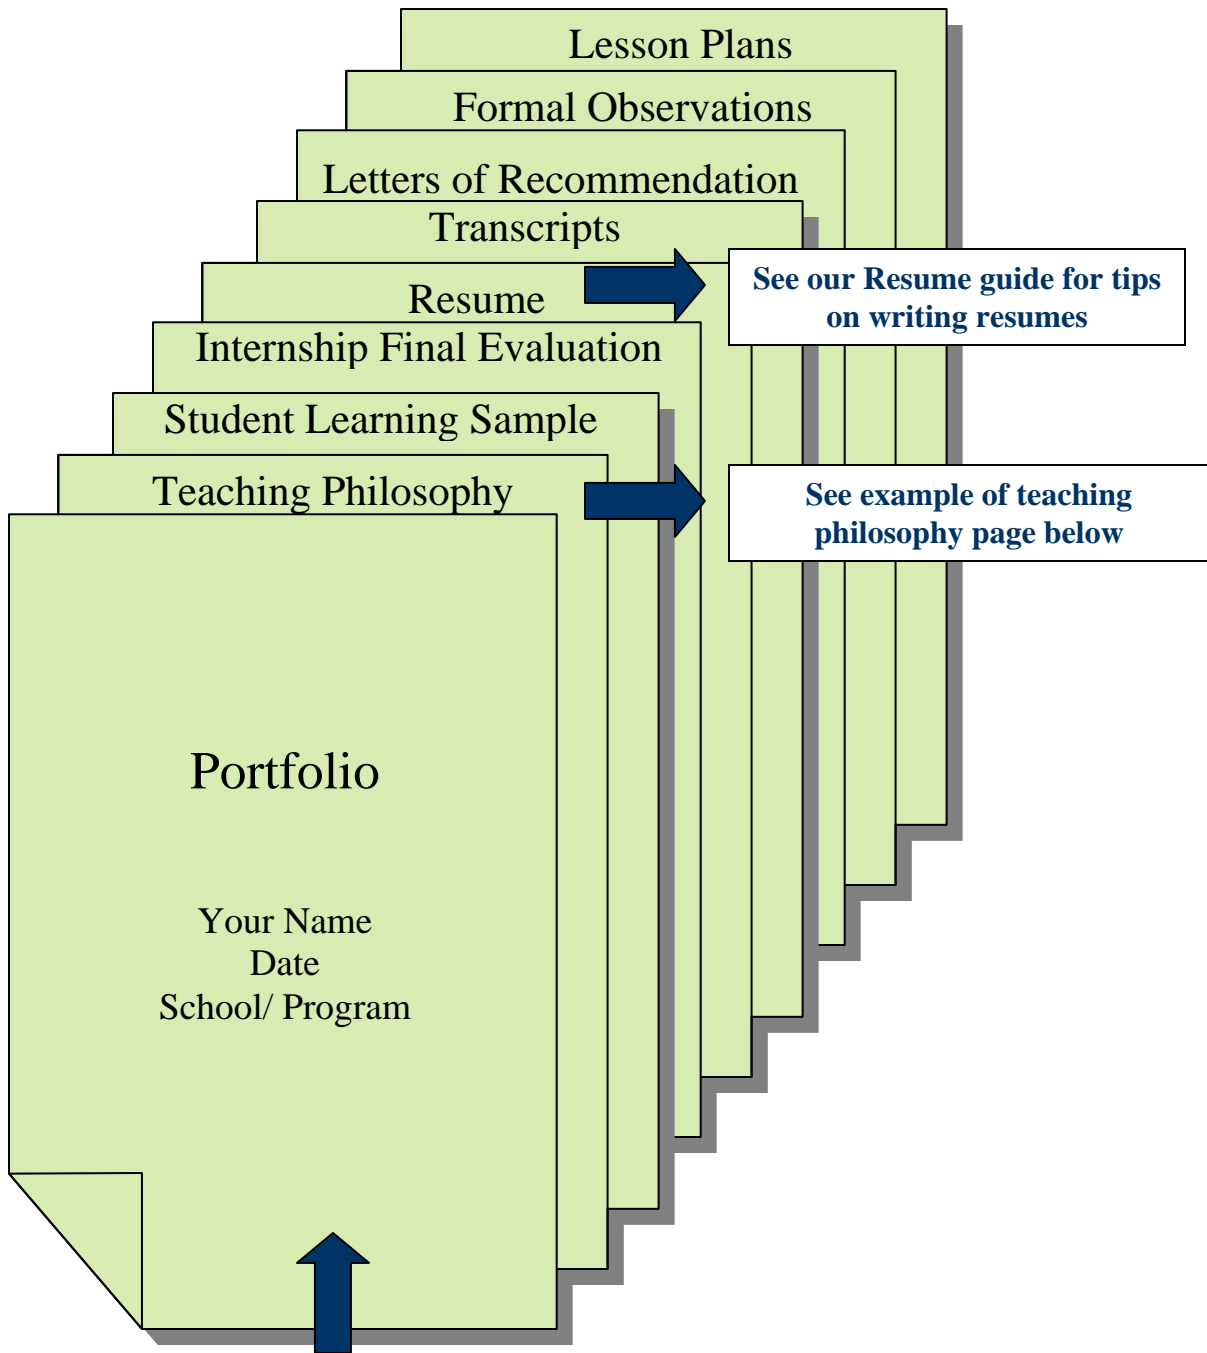 Lesson Plans
Formal Observations
Letters of Recommendation
Transcripts
See our Resume guide for tips
on writing resumes
Resume
Internship Final Evaluation
Student Learning Sample
Teaching Philosophy
See example of teaching
philosophy page below
Portfolio
Your Name
Date
School/ Program